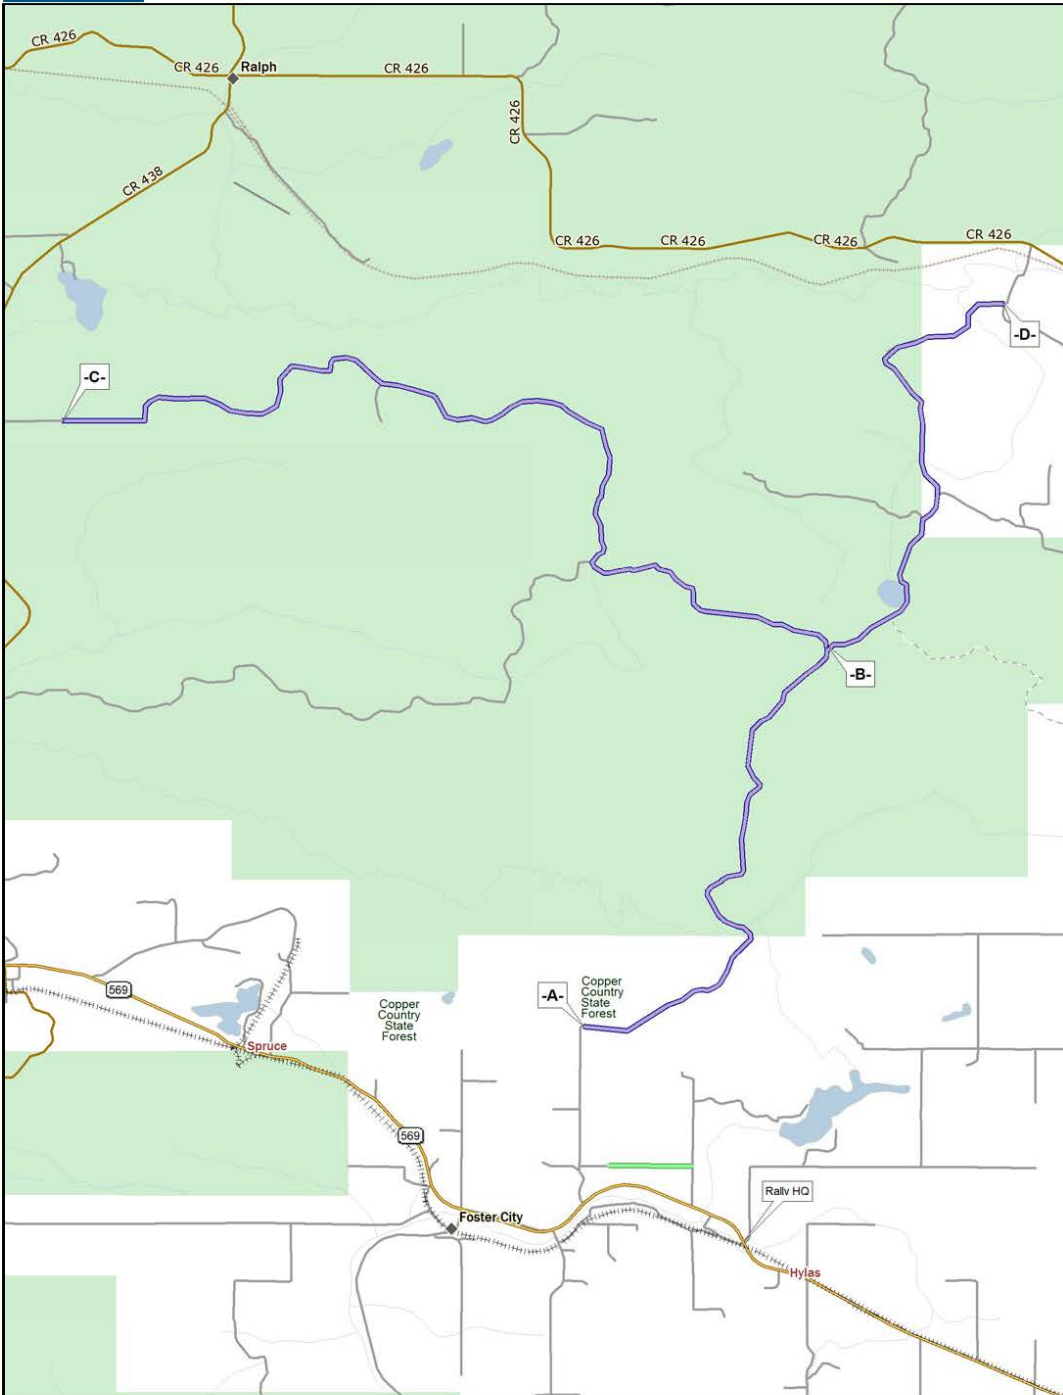 CR 426
CR 426
Ralph
CR 426
CR 426
CR 438
CR 426
CR 426
CR 426
CR 426
-D-
-C-
-B-
-A-
Copper
Country
State
Forest
569
Copper
Country
State
Forest
Spruce
569
Rally HQ
Foster City
Hylas